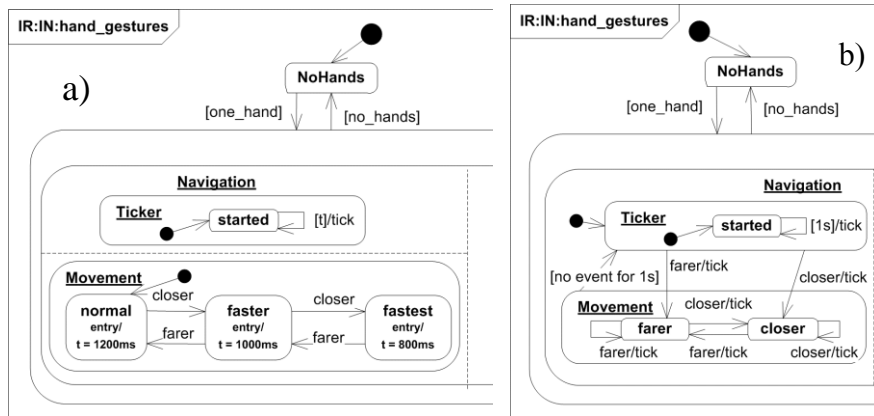 IR:IN:hand_gestures
a)
NoHands
[one_hand]
[no_hands]
Navigation
Ticker
started
[t]/tick
Movement
closer
closer
normal
entry/
t = 1200ms
farer
faster
entry/
t = 1000ms
farer
fastest
entry/
t = 800ms
IR:IN:hand_gestures
b)
NoHands
[one_hand]
[no_hands]
Navigation
Ticker
started
[1s]/tick
[no event for 1s]
farer/tick
closer/tick
Movement
closer/tick
farer
closer
farer/tick
farer/tick
closer/tick